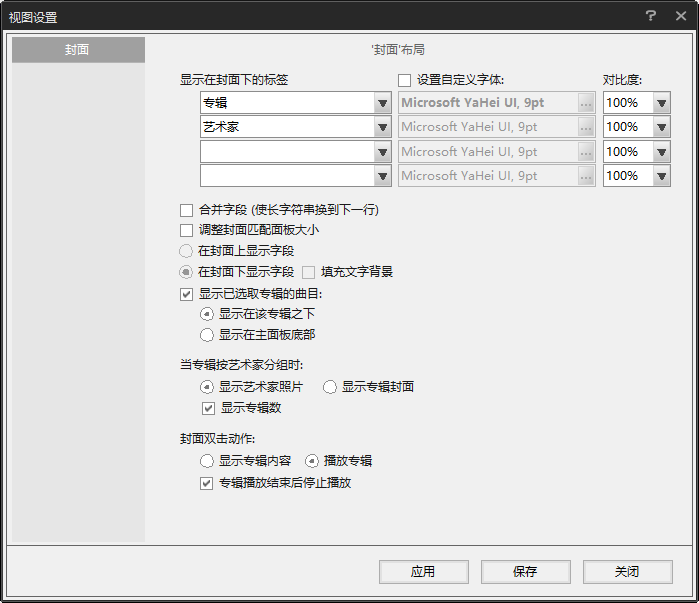 视图设置
封面
'封面'布局
显示在封面下的标签 设置自定义字体: 对比度:
专辑 Microsoft YaHei UI, 9pt ... 100%
艺术家 Microsoft YaHei UI, 9pt ... 100%
Microsoft YaHei UI, 9pt ... 100%
Microsoft YaHei UI, 9pt ... 100%
合并字段 (使长字符串换到下一行)
调整封面匹配面板大小
在封面上显示字段
在封面下显示字段 填充文字背景
显示已选取专辑的曲目:
显示在该专辑之下
显示在主面板底部
当专辑按艺术家分组时:
显示艺术家照片 显示专辑封面
显示专辑数
封面双击动作:
显示专辑内容 播放专辑
专辑播放结束后停止播放
应用 保存 关闭